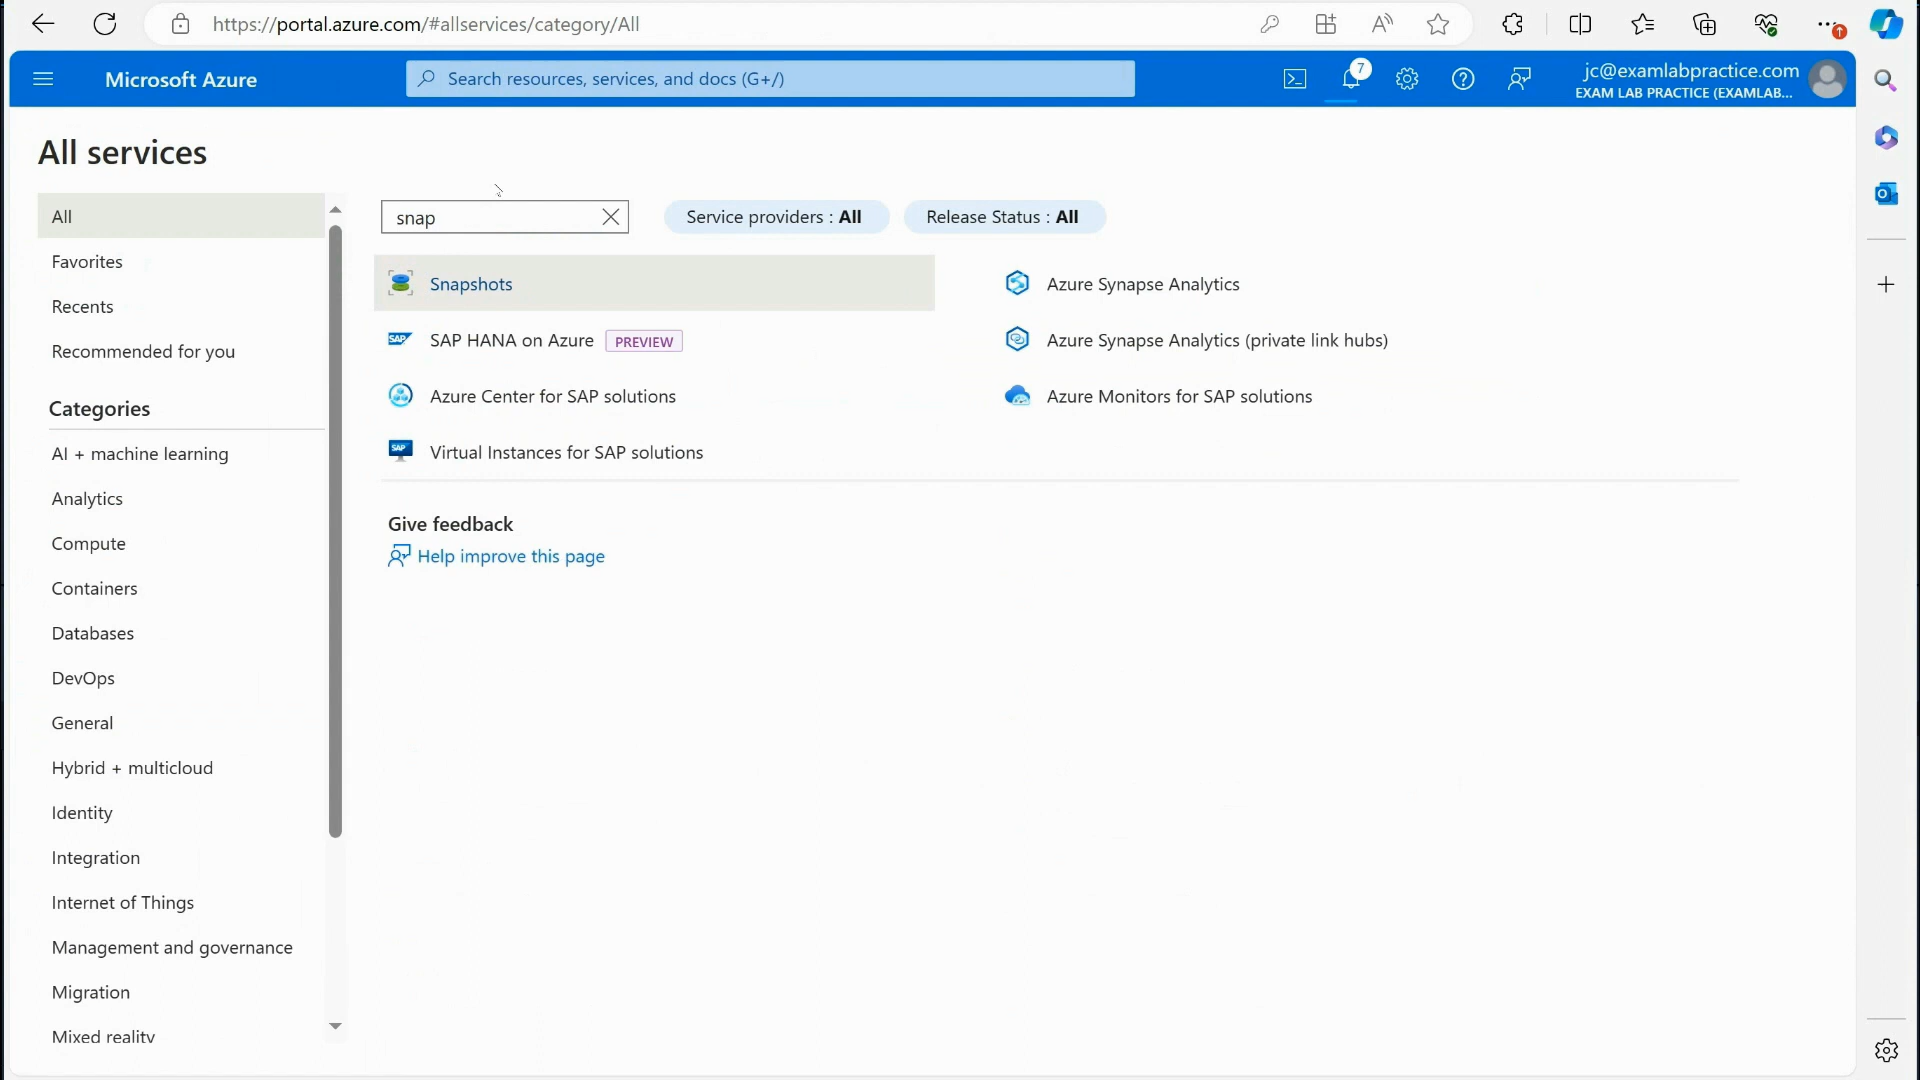 https://portal.azure.com/#allservices/category/All
Microsoft Azure
Search resources, services, and docs (G+/)
7
jc@examlabpractice.com
EXAM LAB PRACTICE (EXAMLAB...
All services
All
Favorites
Recents
Recommended for you
Categories
AI + machine learning
Analytics
Compute
Containers
Databases
DevOps
General
Hybrid + multicloud
Identity
Integration
Internet of Things
Management and governance
Migration
Mixed reality
snap
Service providers : All
Release Status : All
Snapshots
Azure Synapse Analytics
SAP HANA on Azure PREVIEW
Azure Synapse Analytics (private link hubs)
Azure Center for SAP solutions
Azure Monitors for SAP solutions
Virtual Instances for SAP solutions
Give feedback
Help improve this page